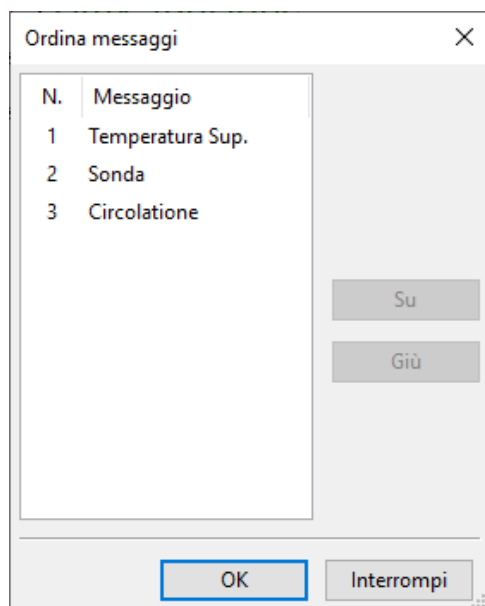 Ordina messaggi
N. Messaggio
1 Temperatura Sup.
2 Sonda
3 Circolatione
Su
Giù
OK Interrompi